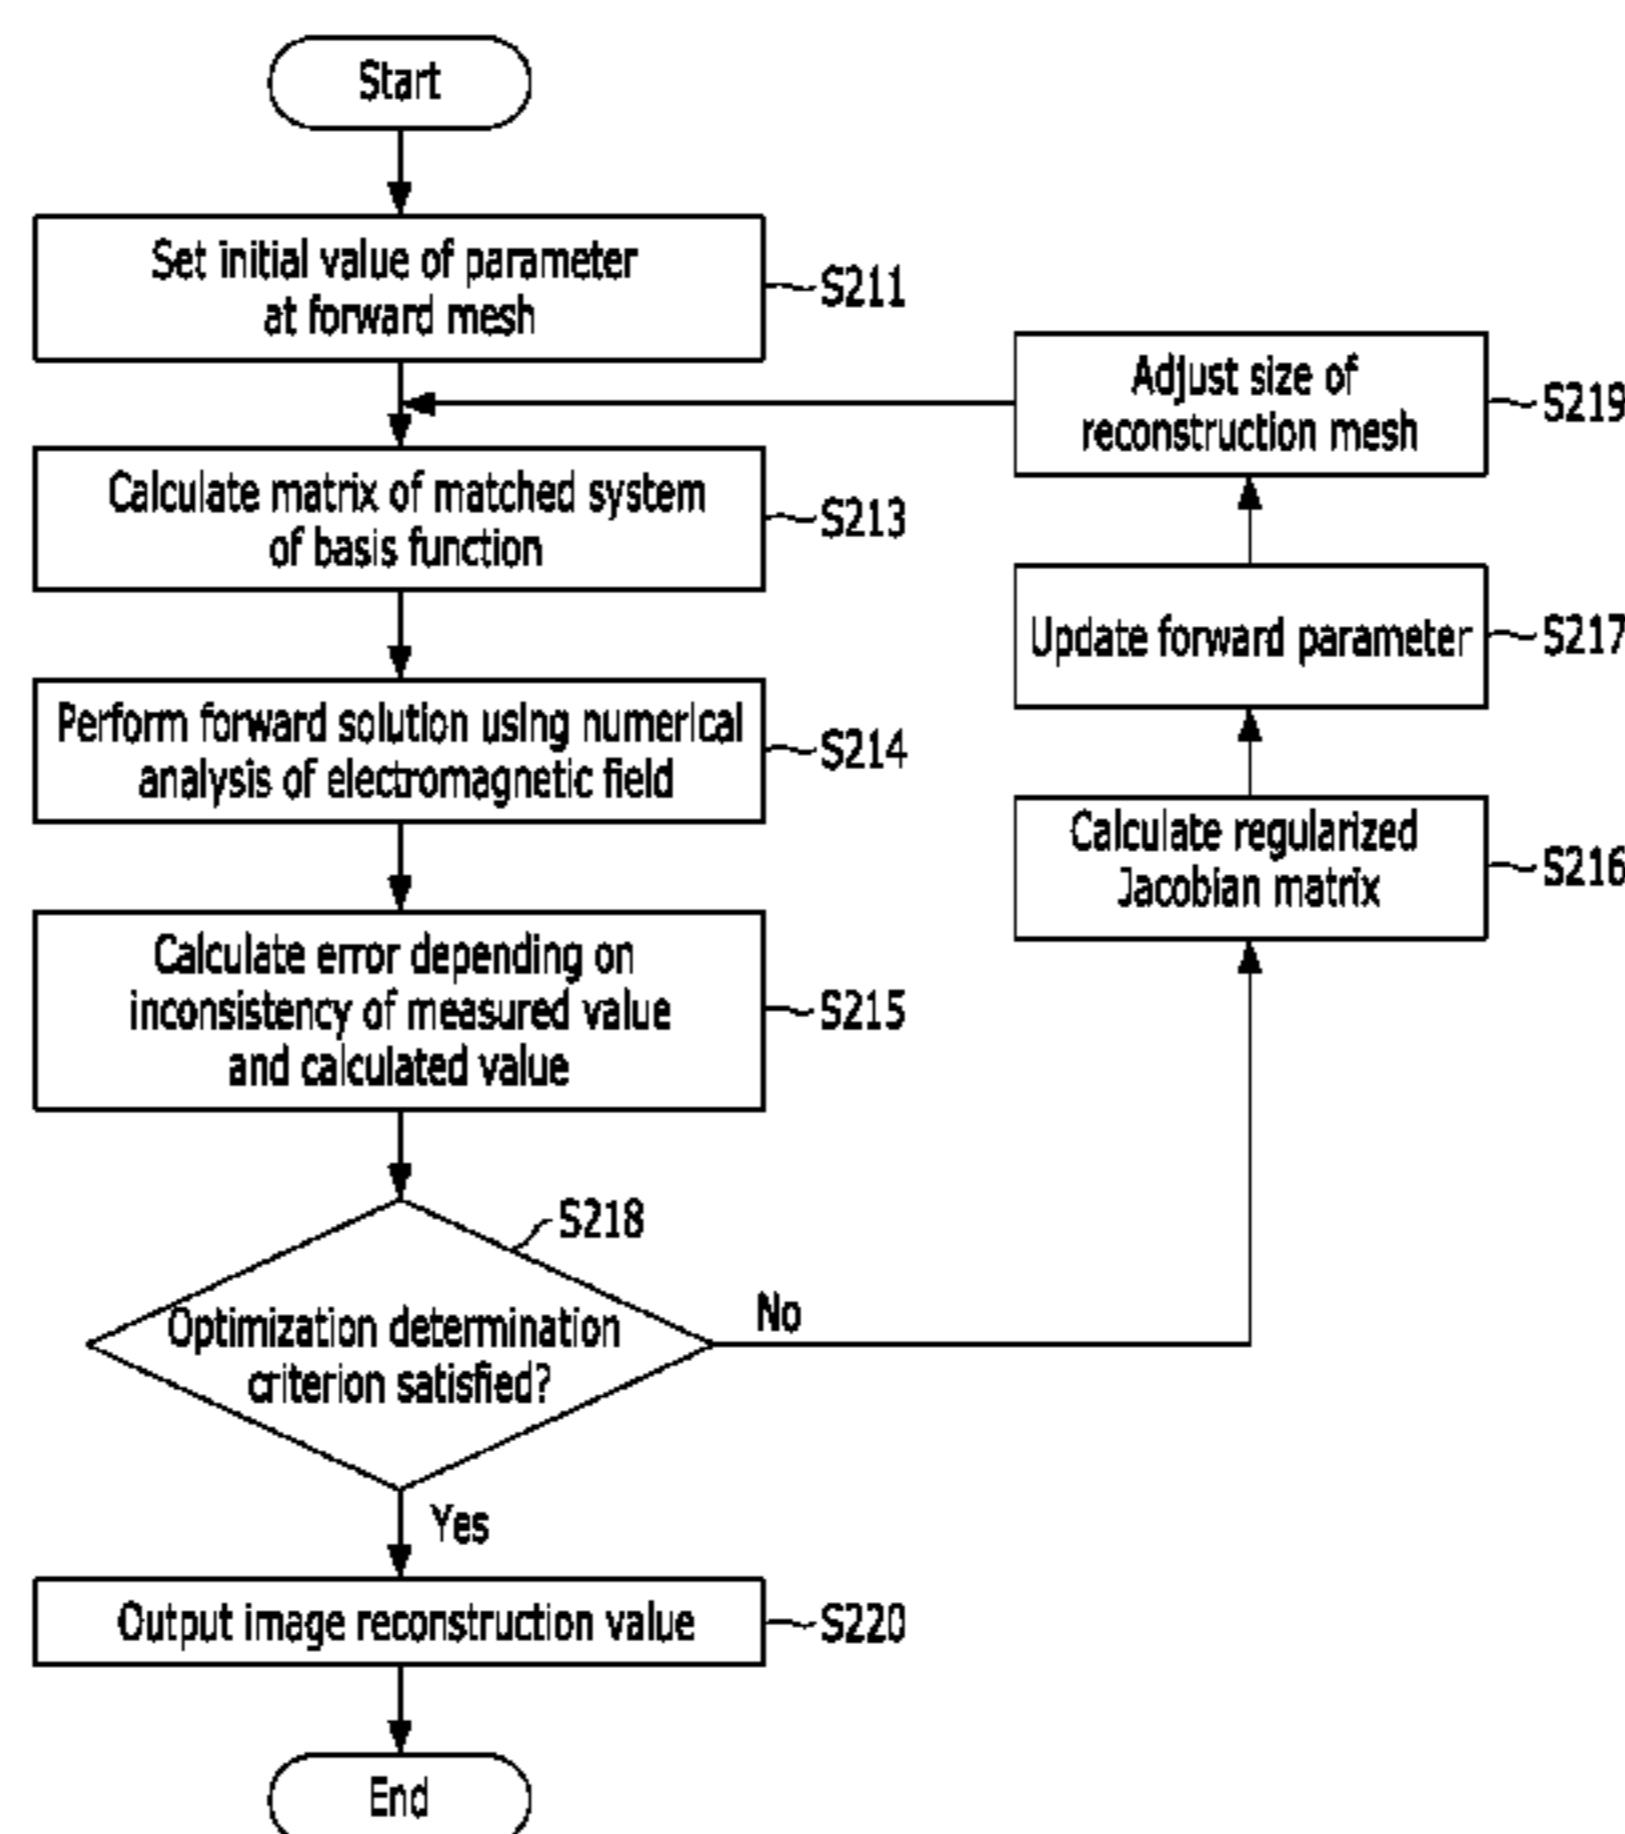 Start
Set initial value of parameter
at forward mesh
S211
Calculate matrix of matched system
of basis function
S213
Perform forward solution using numerical
analysis of electromagnetic field
S214
Calculate error depending on
inconsistency of measured value
and calculated value
S215
S218
Optimization determination
criterion satisfied?
No
Yes
Output image reconstruction value
S220
End
Adjust size of
reconstruction mesh
S219
Update forward parameter
S217
Calculate regularized
Jacobian matrix
S216